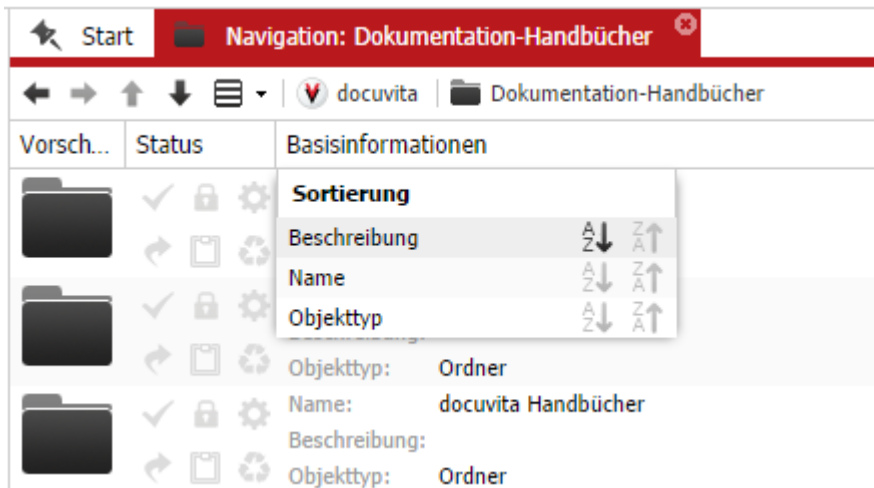 Start Navigation: Dokumentation-Handbücher
docuvita Dokumentation-Handbücher
Vorsch... Status Basisinformationen
Sortierung
Beschreibung A Z Z A
Name A Z Z A
Objekttyp A Z Z A
Objekttyp: Ordner
Name: docuvita Handbücher
Beschreibung:
Objekttyp: Ordner